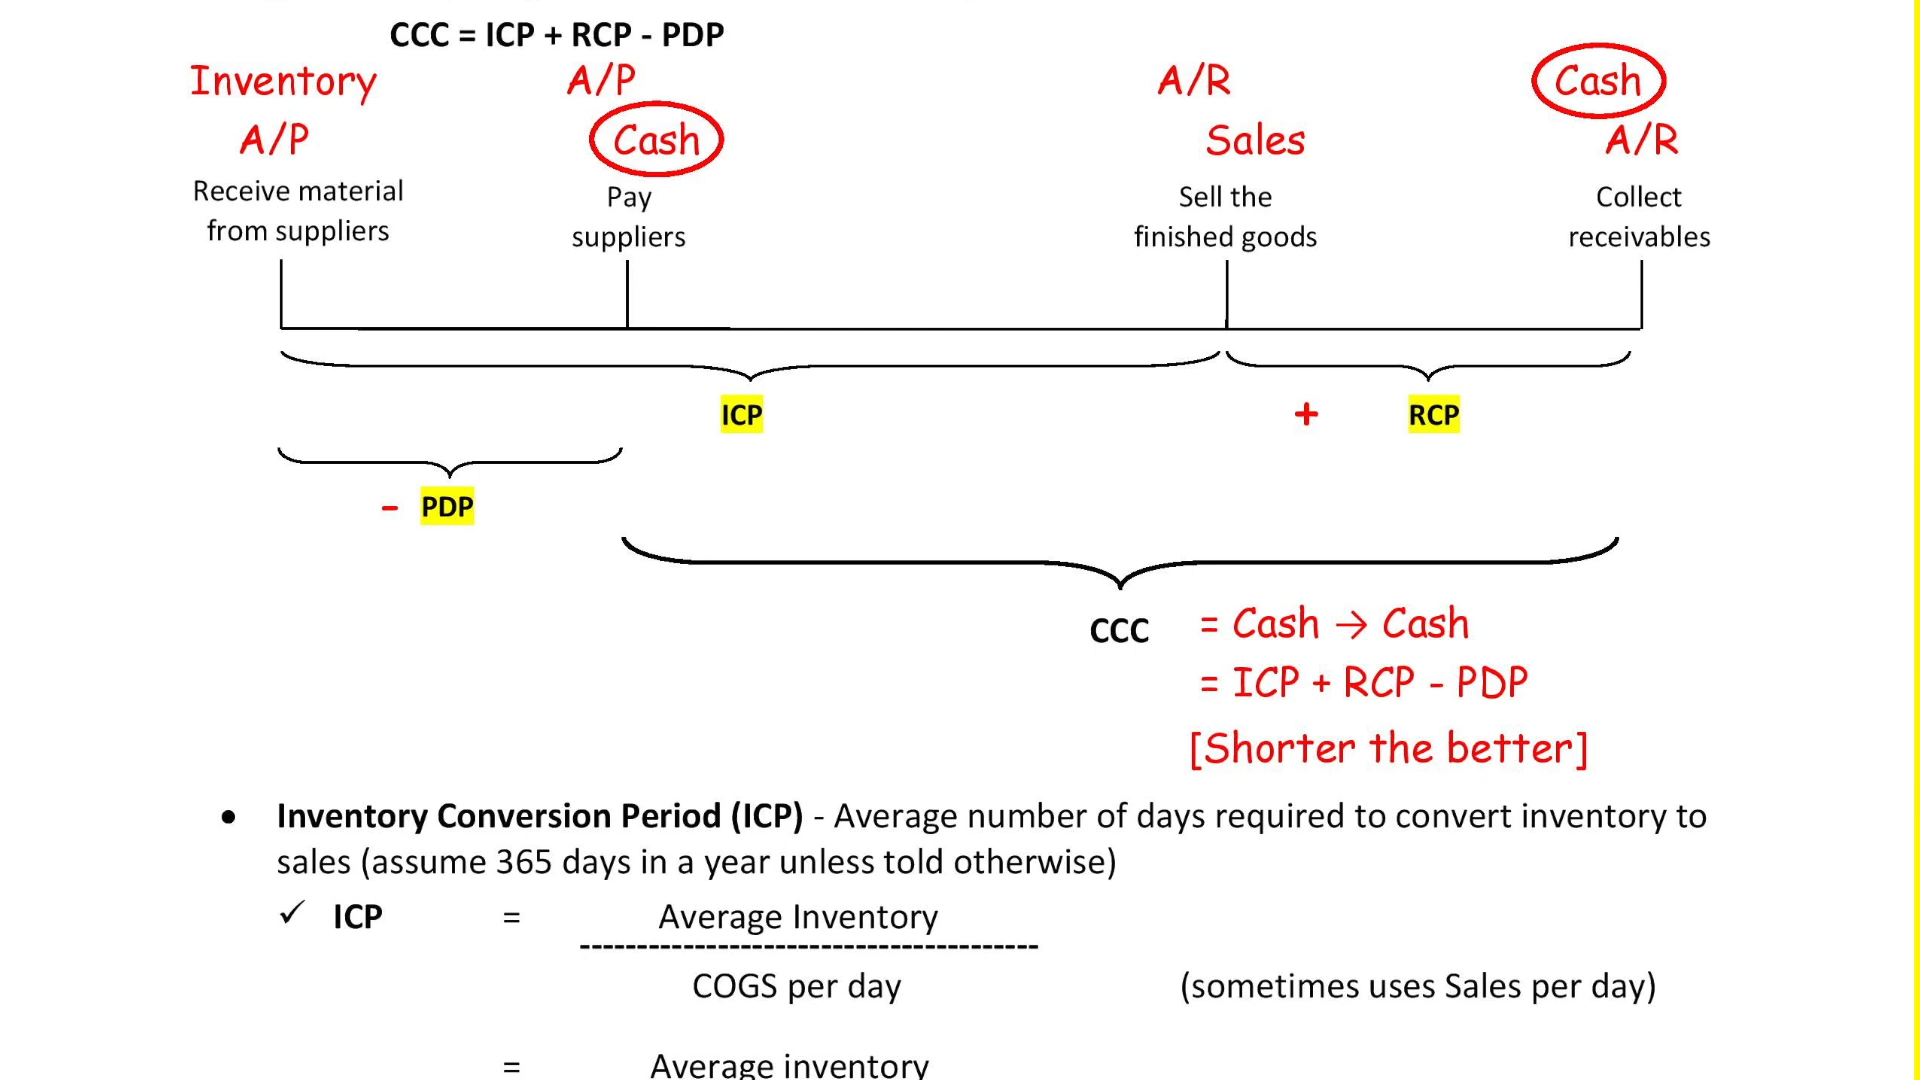 CCC = ICP + RCP - PDP
Inventory A/P A/R Cash
A/P Cash Sales A/R
Receive material Pay Sell the Collect
from suppliers suppliers finished goods receivables
ICP + RCP
- PDP
CCC = Cash → Cash
= ICP + RCP - PDP
[Shorter the better]
• Inventory Conversion Period (ICP) - Average number of days required to convert inventory to
sales (assume 365 days in a year unless told otherwise)
✓ ICP = Average Inventory
----------------------------------------
COGS per day (sometimes uses Sales per day)
= Average inventory